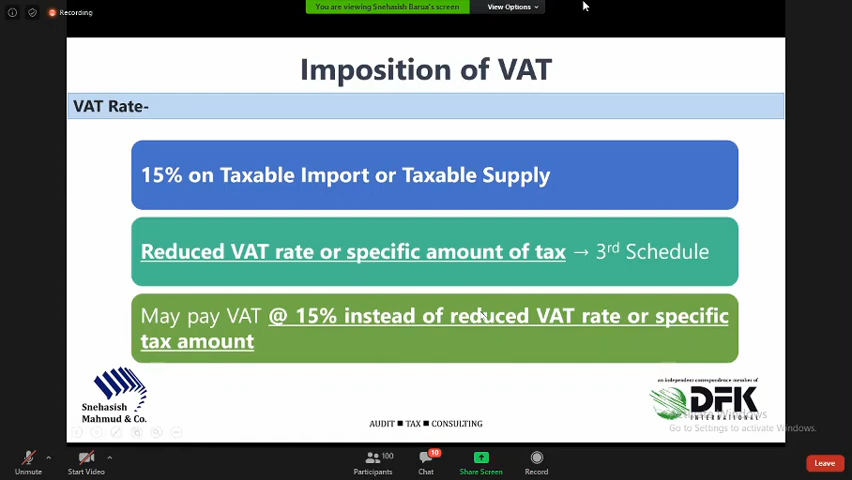 Recording
You are viewing Snehasish Barua's screen
View Options
Imposition of VAT
VAT Rate-
15% on Taxable Import or Taxable Supply
Reduced VAT rate or specific amount of tax → 3rd Schedule
May pay VAT @ 15% instead of reduced VAT rate or specific
tax amount
Snehasish
Mahmud & Co.
AUDIT ■ TAX ■ CONSULTING
an independent correspondence member of
DFK
INTERNATIONAL
Activate Windows
Go to Settings to activate Windows.
Unmute
Start Video
100
Participants
10
Chat
Share Screen
Record
Leave